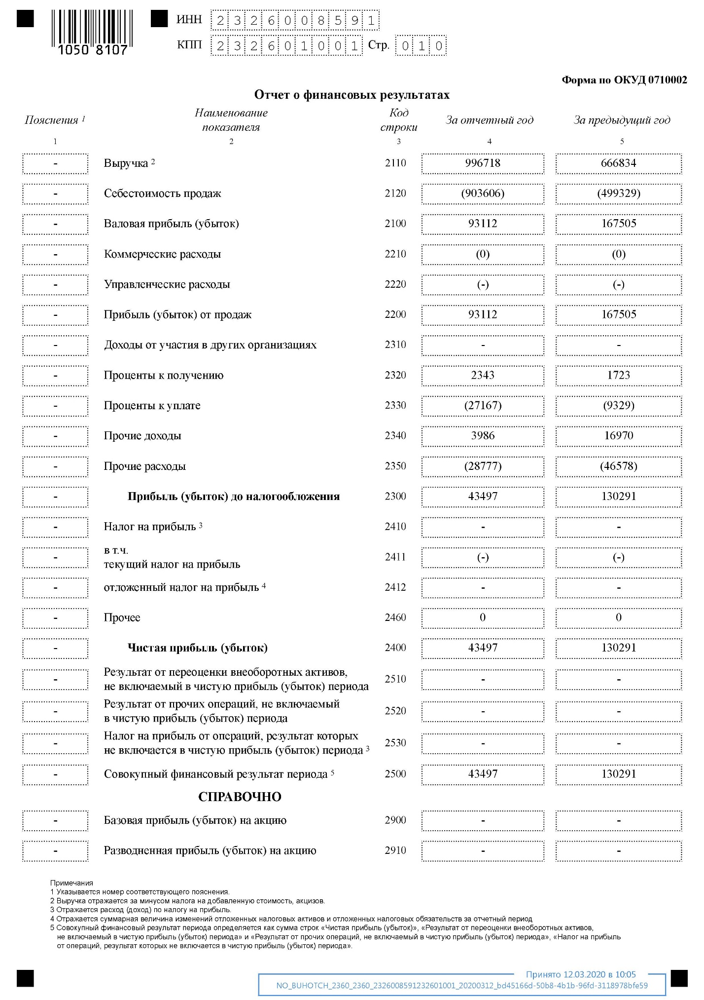 ИНН 2326008591
1050 8107
КПП 232601001 Стр. 010
Форма по ОКУД 0710002
Отчет о финансовых результатах
Пояснения 1 Наименование показателя Код строки За отчетный год За предыдущий год
1 2 3 4 5
- Выручка 2 2110 996718 666834
- Себестоимость продаж 2120 (903606) (499329)
- Валовая прибыль (убыток) 2100 93112 167505
- Коммерческие расходы 2210 (0) (0)
- Управленческие расходы 2220 (-) (-)
- Прибыль (убыток) от продаж 2200 93112 167505
- Доходы от участия в других организациях 2310 - -
- Проценты к получению 2320 2343 1723
- Проценты к уплате 2330 (27167) (9329)
- Прочие доходы 2340 3986 16970
- Прочие расходы 2350 (28777) (46578)
- Прибыль (убыток) до налогообложения 2300 43497 130291
- Налог на прибыль 3 2410 - -
в т.ч.
- текущий налог на прибыль 2411 (-) (-)
- отложенный налог на прибыль 4 2412 - -
- Прочее 2460 0 0
- Чистая прибыль (убыток) 2400 43497 130291
Результат от переоценки внеоборотных активов,
- не включаемый в чистую прибыль (убыток) периода 2510 - -
Результат от прочих операций, не включаемый
- в чистую прибыль (убыток) периода 2520 - -
Налог на прибыль от операций, результат которых
- не включается в чистую прибыль (убыток) периода 3 2530 - -
- Совокупный финансовый результат периода 5 2500 43497 130291
СПРАВОЧНО
- Базовая прибыль (убыток) на акцию 2900 - -
- Разводненная прибыль (убыток) на акцию 2910 - -
Примечания
1 Указывается номер соответствующего пояснения.
2 Выручка отражается за минусом налога на добавленную стоимость, акцизов.
3 Отражается расход (доход) по налогу на прибыль.
4 Отражается суммарная величина изменений отложенных налоговых активов и отложенных налоговых обязательств за отчетный период
5 Совокупный финансовый результат периода определяется как сумма строк «Чистая прибыль (убыток)», «Результат от переоценки внеоборотных активов,
не включаемый в чистую прибыль (убыток) периода» и «Результат от прочих операций, не включаемый в чистую прибыль (убыток) периода», «Налог на прибыль
от операций, результат которых не включается в чистую прибыль (убыток) периода».
Принято 12.03.2020 в 10:05
NO_BUHOTCH_2360_2360_2326008591232601001_20200312_bd45166d-50b8-4b1b-96fd-3118978bfe59